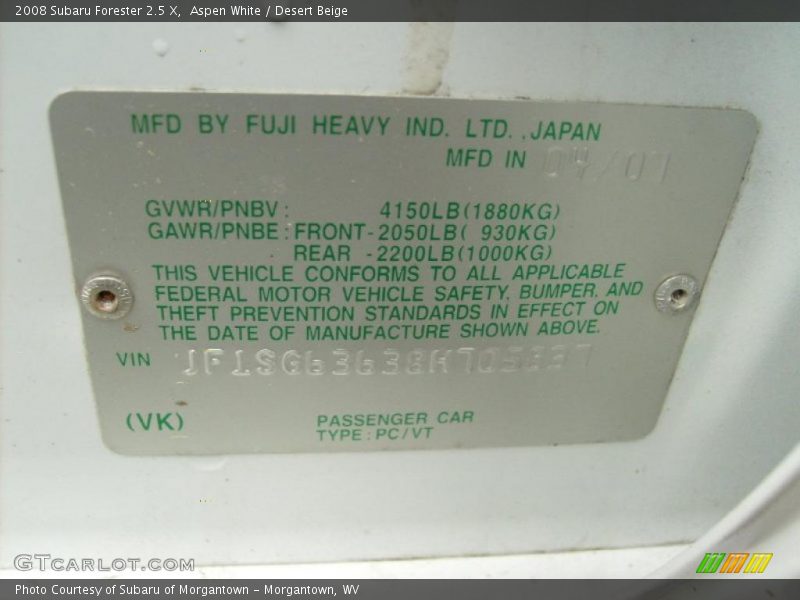 2008 Subaru Forester 2.5 X, Aspen White / Desert Beige
MFD BY FUJI HEAVY IND. LTD., JAPAN
MFD IN 04/07
GVWR/PNBV: 4150LB(1880KG)
GAWR/PNBE: FRONT-2050LB( 930KG)
REAR -2200LB(1000KG)
THIS VEHICLE CONFORMS TO ALL APPLICABLE
FEDERAL MOTOR VEHICLE SAFETY, BUMPER, AND
THEFT PREVENTION STANDARDS IN EFFECT ON
THE DATE OF MANUFACTURE SHOWN ABOVE.
VIN
(VK)
PASSENGER CAR
TYPE:PC/VT
GTCARLOT.COM
Photo Courtesy of Subaru of Morgantown - Morgantown, WV